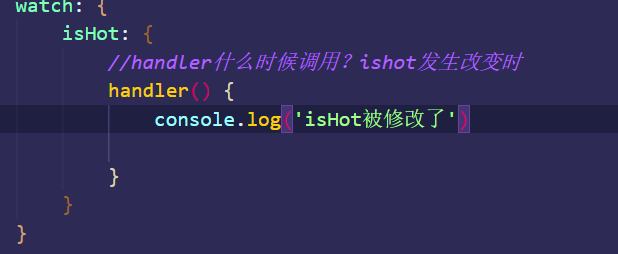 watch: {
isHot: {
//handler什么时候调用？ishot发生改变时
handler() {
console.log('isHot被修改了')
}
}
}